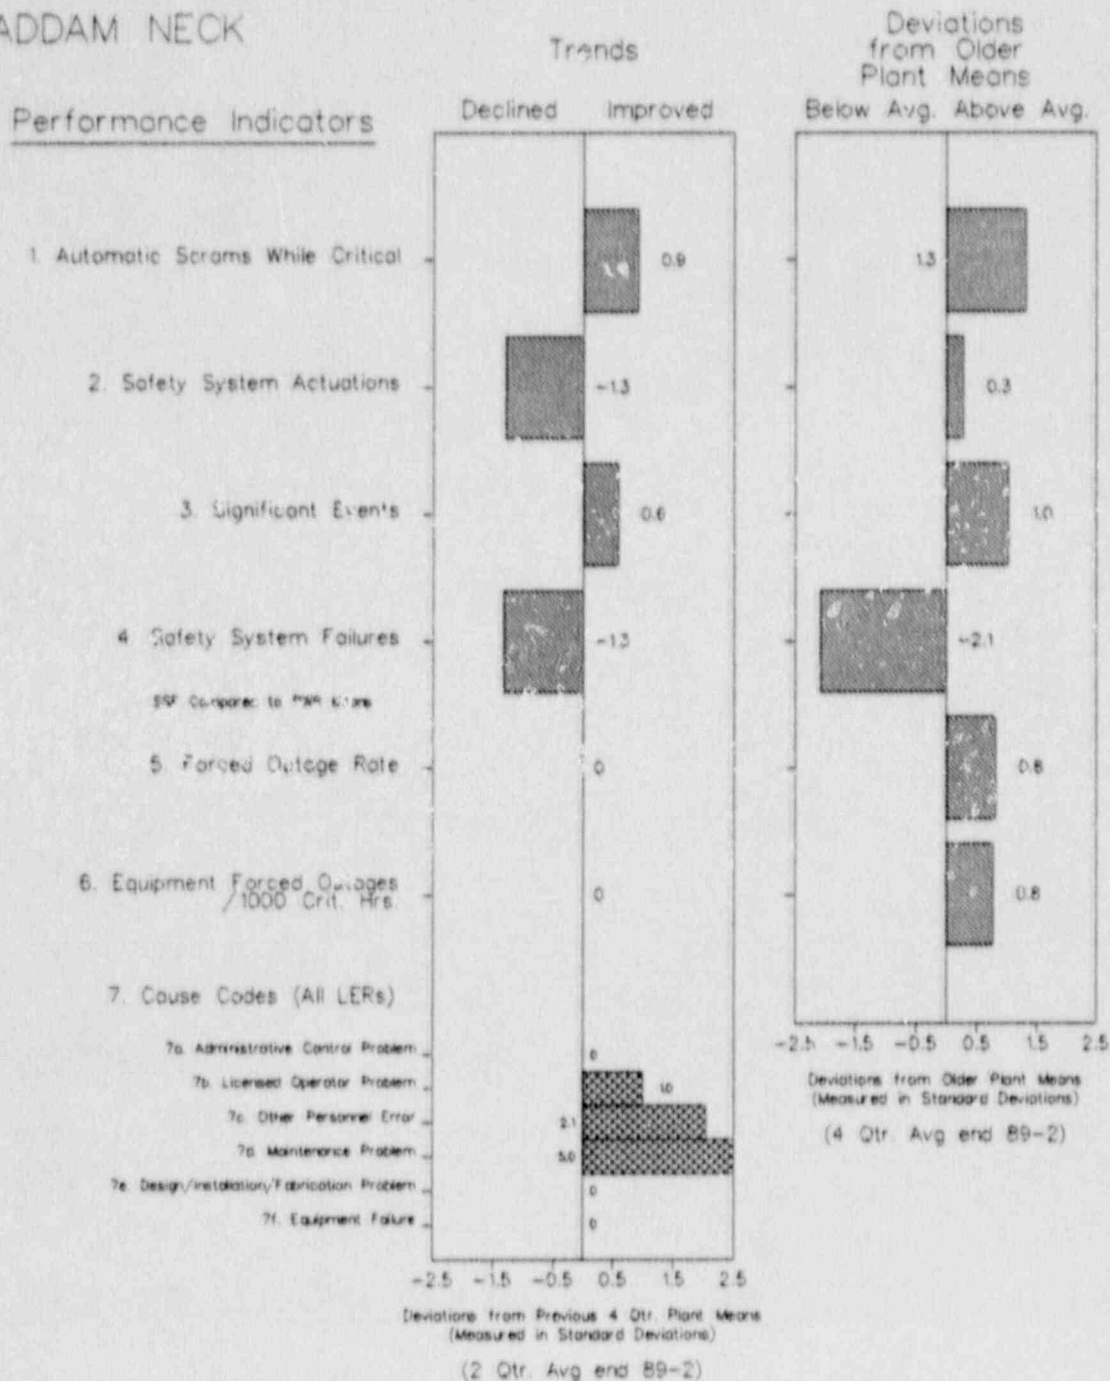 ADDAM NECK
Performance Indicators
Trends
Declined Improved
Deviations
from Older
Plant Means
Below Avg. Above Avg.
1. Automatic Scrams While Critical
0.9
1.3
2. Safety System Actuations
-1.3
0.3
3. Significant Events
0.6
1.0
4 Safety System Failures
-1.3
-2.1
SSF Compared to
5. Forced Outage Rate
0
0.8
6. Equipment Forced Outages
/1000 Crit. Hrs.
0
0.8
7. Cause Codes (All LERs)
7a. Administrative Control Problem
0
7b. Licensed Operator Problem
1.0
7c. Other Personnel Error
2.1
Maintenance Problem
5.0
7e. Design/Installation/Fabrication Problem
0
7f. Equipment Failure
0
-2.5 -1.5 -0.5 0.5 1.5 2.5
Deviations from Previous 4 Qtr. Plant Means
(Measured in Standard Deviations)
(2 Qtr. Avg end 89-2)
-2.5 -1.5 -0.5 0.5 1.5 2.5
Deviations from Older Plant Means
(Measured in Standard Deviations)
(4 Qtr. Avg end 89-2)